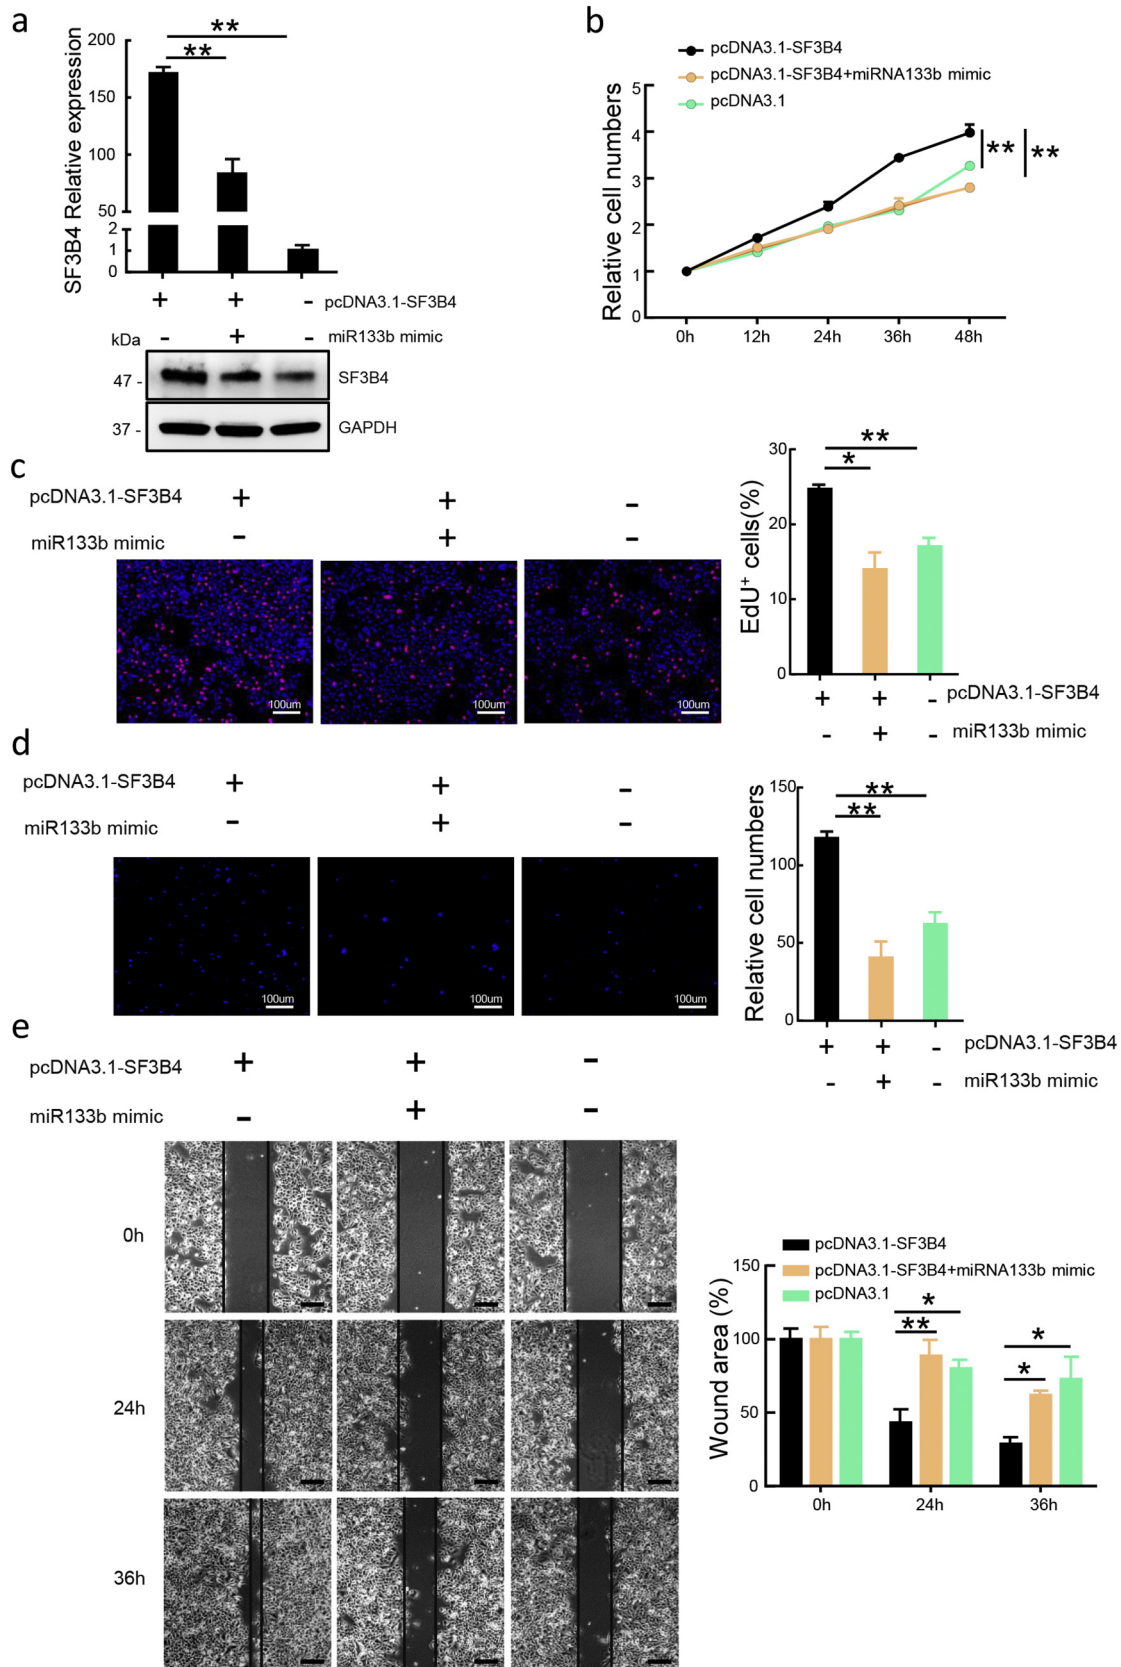 a
**
**
200
150
100
50
2
1
0
SF3B4 Relative expression
+ + - pcDNA3.1-SF3B4
- + - miR133b mimic
kDa
47 - SF3B4
37 - GAPDH
b
pcDNA3.1-SF3B4
pcDNA3.1-SF3B4+miRNA133b mimic
pcDNA3.1
Relative cell numbers
5
4
3
2
1
0
** **
0h 12h 24h 36h 48h
c
pcDNA3.1-SF3B4 + + -
miR133b mimic - + -
100um 100um 100um
EdU+ cells(%)
30
20
10
0
**
*
+ + - pcDNA3.1-SF3B4
- + - miR133b mimic
d
pcDNA3.1-SF3B4 + + -
miR133b mimic - + -
100um 100um 100um
Relative cell numbers
150
100
50
0
**
**
+ + - pcDNA3.1-SF3B4
- + - miR133b mimic
e
pcDNA3.1-SF3B4 + + -
miR133b mimic - + -
0h
24h
36h
pcDNA3.1-SF3B4
pcDNA3.1-SF3B4+miRNA133b mimic
pcDNA3.1
Wound area (%)
150
100
50
0
*
**
*
*
0h 24h 36h